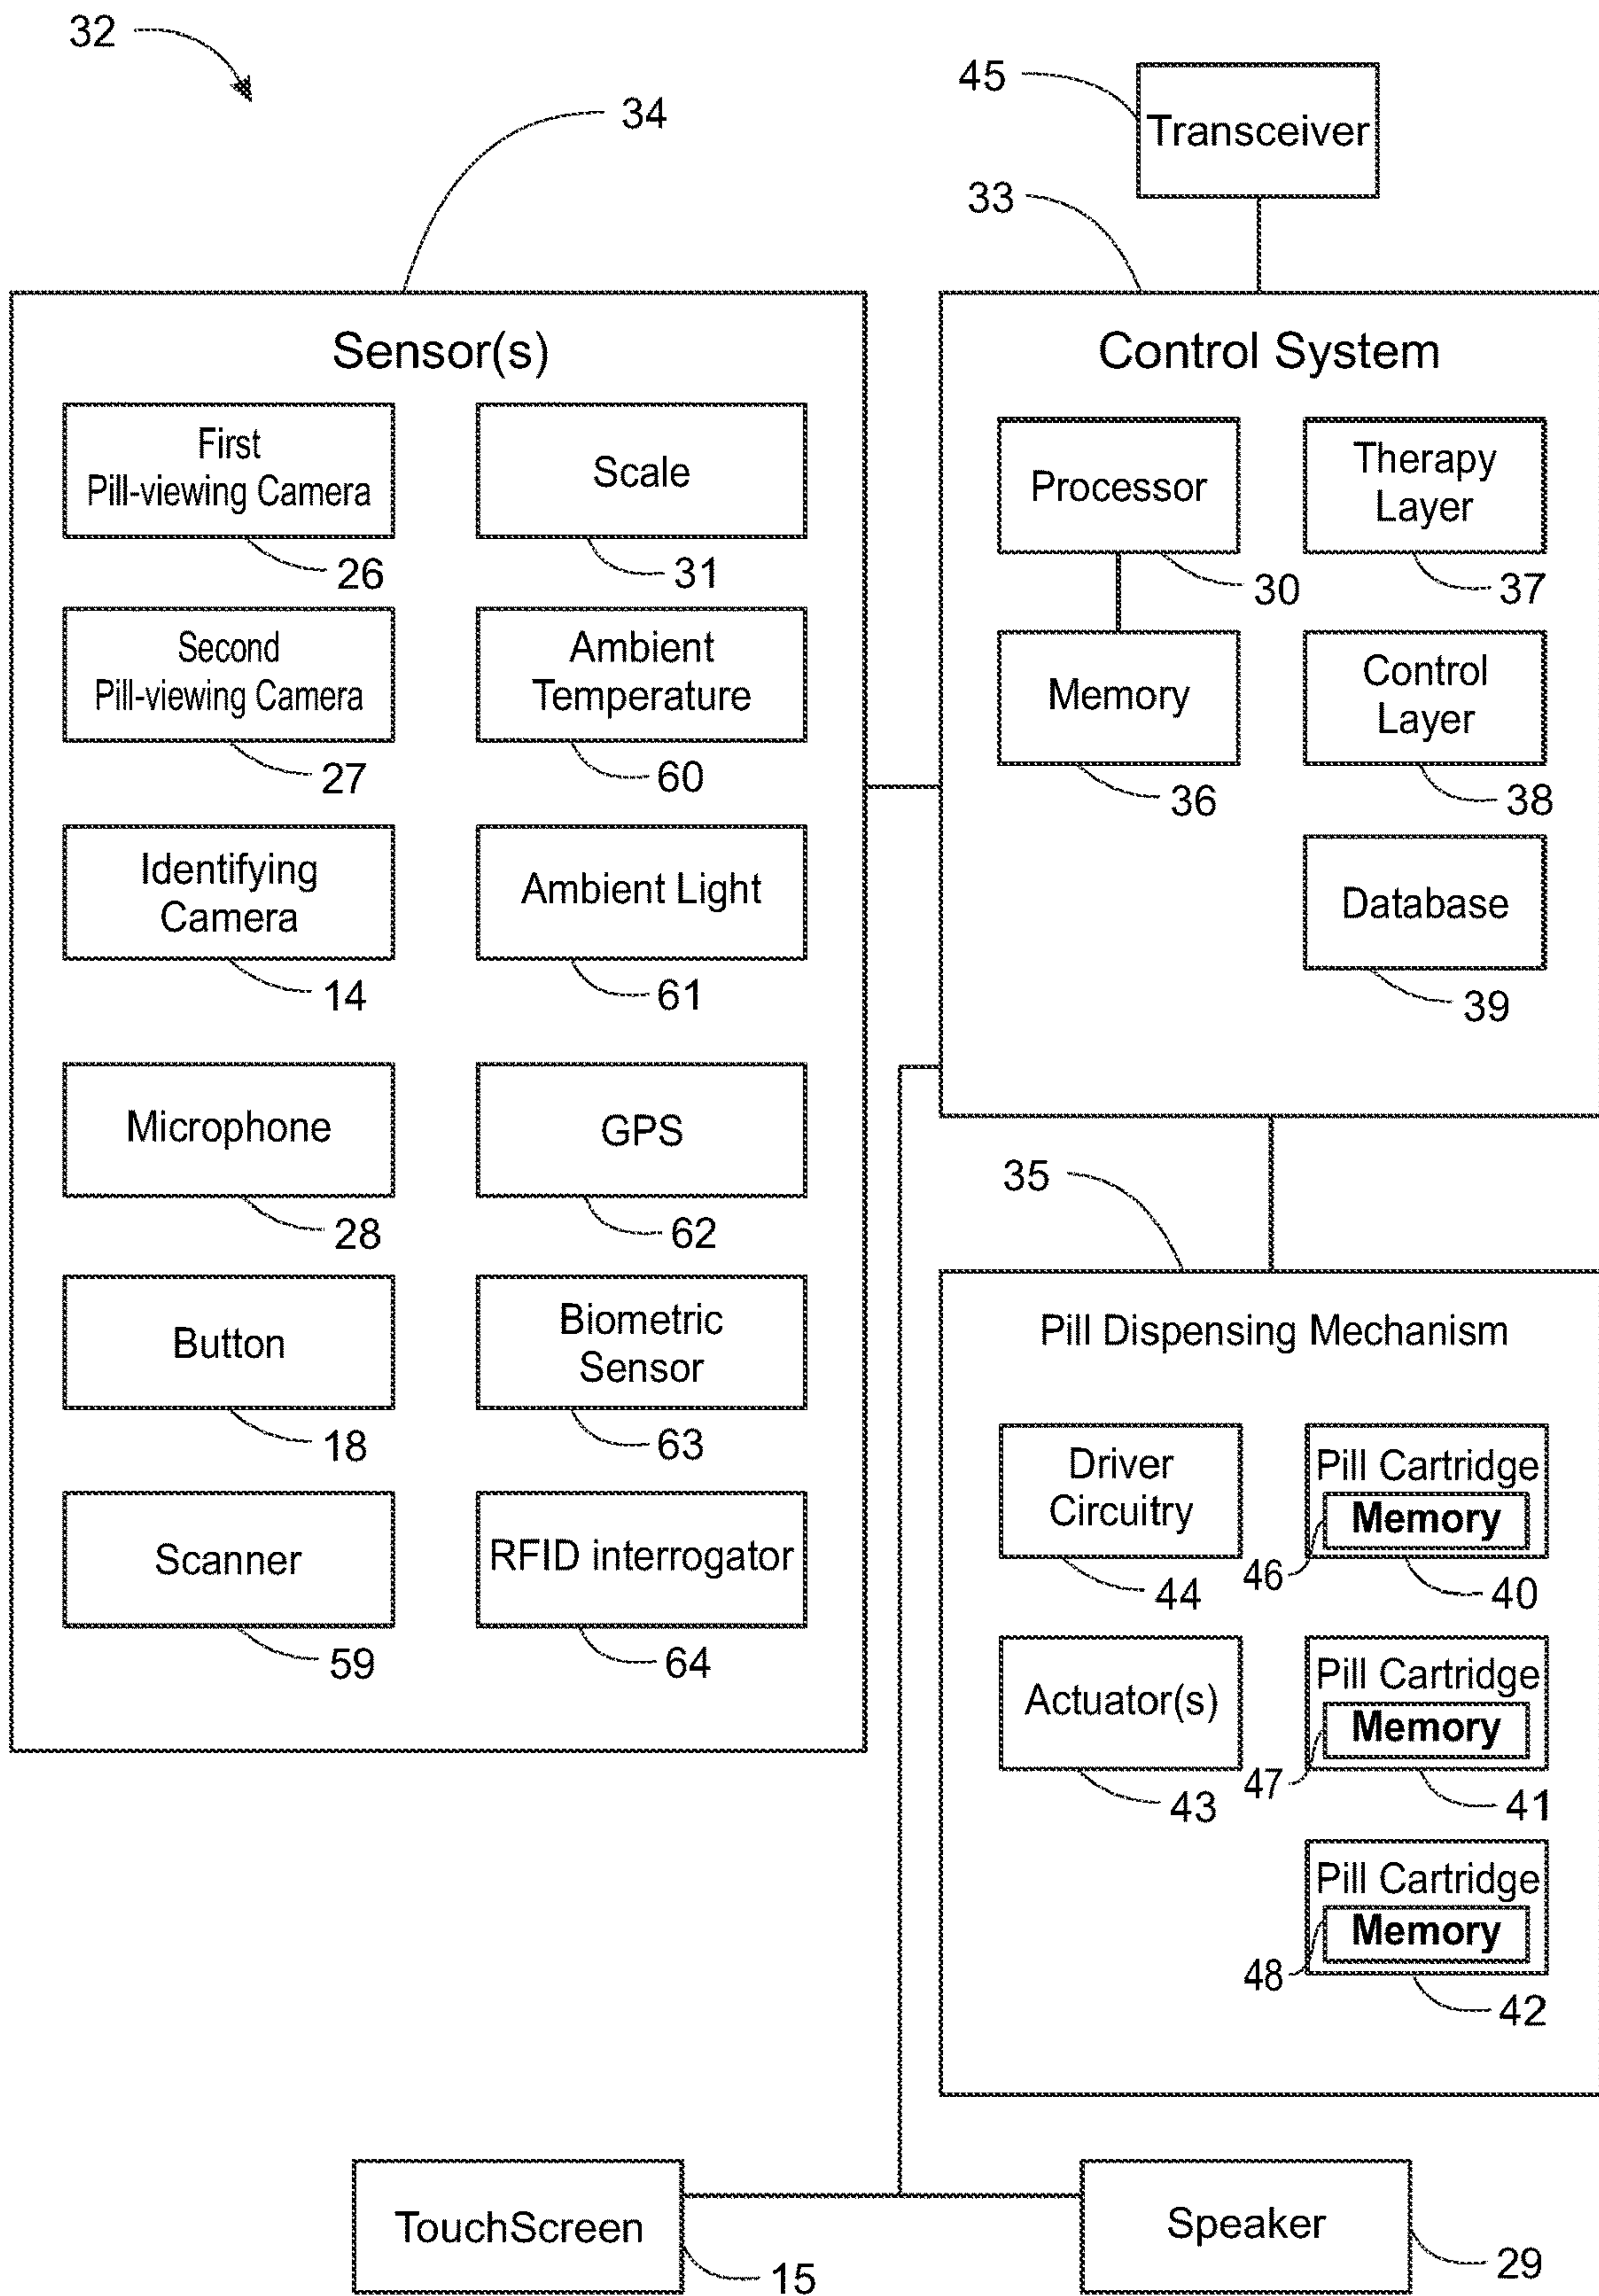 32
34
45
Transceiver
33
Sensor(s)
First
Pill-viewing Camera
26
Scale
31
Second
Pill-viewing Camera
27
Ambient
Temperature
60
Identifying
Camera
14
Ambient Light
61
Microphone
28
GPS
62
Button
18
Biometric
Sensor
63
Scanner
59
RFID interrogator
64
Control System
Processor
30
Therapy
Layer
37
Memory
36
Control
Layer
38
Database
39
35
Pill Dispensing Mechanism
Driver
Circuitry
44
Pill Cartridge
Memory
46
40
Actuator(s)
43
Pill Cartridge
Memory
47
41
Pill Cartridge
Memory
48
42
TouchScreen
15
Speaker
29